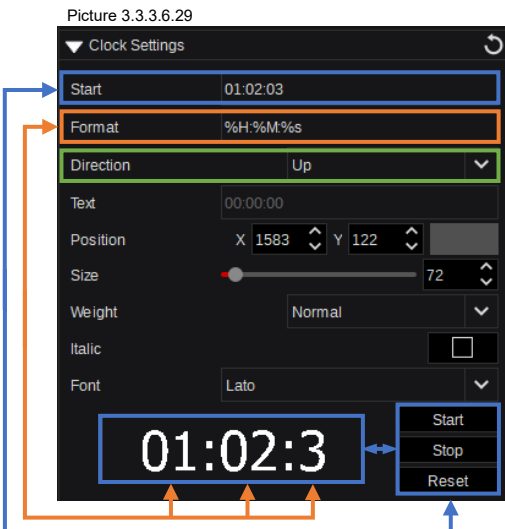 Picture 3.3.3.6.29
Clock Settings
Start 01:02:03
Format %H:%M:%s
Direction Up
Text 00:00:00
Position X 1583 Y 122
Size 72
Weight Normal
Italic
Font Lato
01:02:3
Start
Stop
Reset